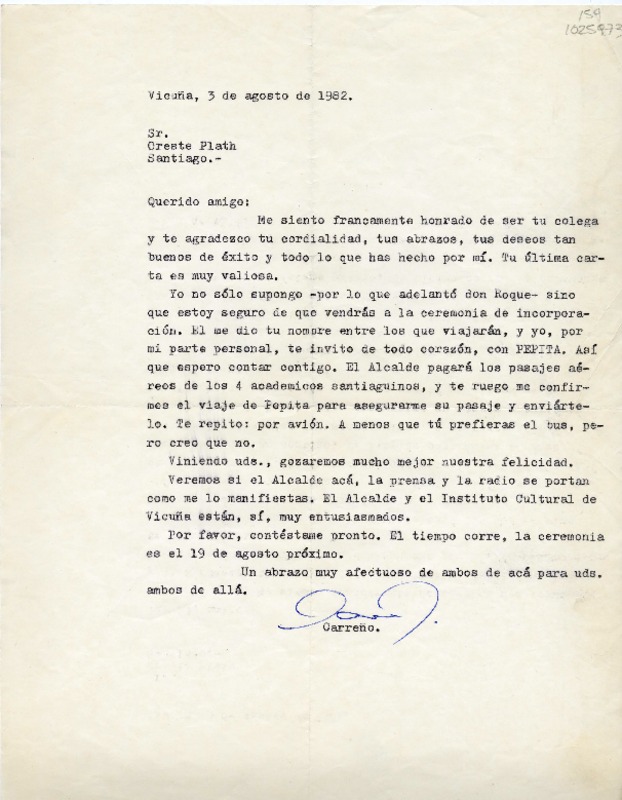 159
1025973
Vicuña, 3 de agosto de 1982.
Sr.
Oreste Plath
Santiago.-
Querido amigo:
Me siento francamente honrado de ser tu colega
y te agradezco tu cordialidad, tus abrazos, tus deseos tan
buenos de éxito y todo lo que has hecho por mí. Tu última car-
ta es muy valiosa.
Yo no sólo supongo -por lo que adelantó don Roque- sino
que estoy seguro de que vendrás a la ceremonia de incorpora-
ción. El me dio tu nombre entre los que viajarán, y yo, por
mi parte personal, te invito de todo corazón, con PEPITA. Así
que espero contar contigo. El Alcalde pagará los pasajes aé-
reos de los 4 academicos santiaguinos, y te ruego me confir-
mes el viaje de Pepita para asegurarme su pasaje y enviárte-
lo. Te repito: por avión. A menos que tú prefieras el bus, pe-
ro creo que no.
Viniendo uds., gozaremos mucho mejor nuestra felicidad.
Veremos si el Alcalde acá, la prensa y la radio se portan
como me lo manifiestas. El Alcalde y el Instituto Cultural de
Vicuña están, sí, muy entusiasmados.
Por favor, contéstame pronto. El tiempo corre, la ceremonia
es el 19 de agosto próximo.
Un abrazo muy afectuoso de ambos de acá para uds.
ambos de allá.
Carreño.